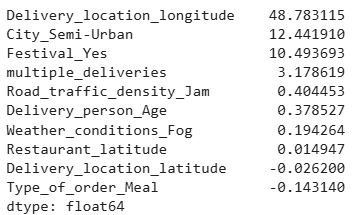 Delivery_location_longitude 48.783115
City_Semi-Urban 12.441910
Festival_Yes 10.493693
multiple_deliveries 3.178619
Road_traffic_density_Jam 0.404453
Delivery_person_Age 0.378527
Weather_conditions_Fog 0.194264
Restaurant_latitude 0.014947
Delivery_location_latitude -0.026200
Type_of_order_Meal -0.143140
dtype: float64